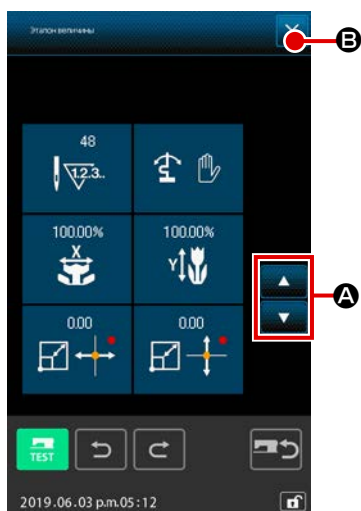 Эталон величины
B
48
1.2.3..
100.00%
100.00%
X
Y
A
0.00
0.00
TEST
2019.06.03 p.m.05:12